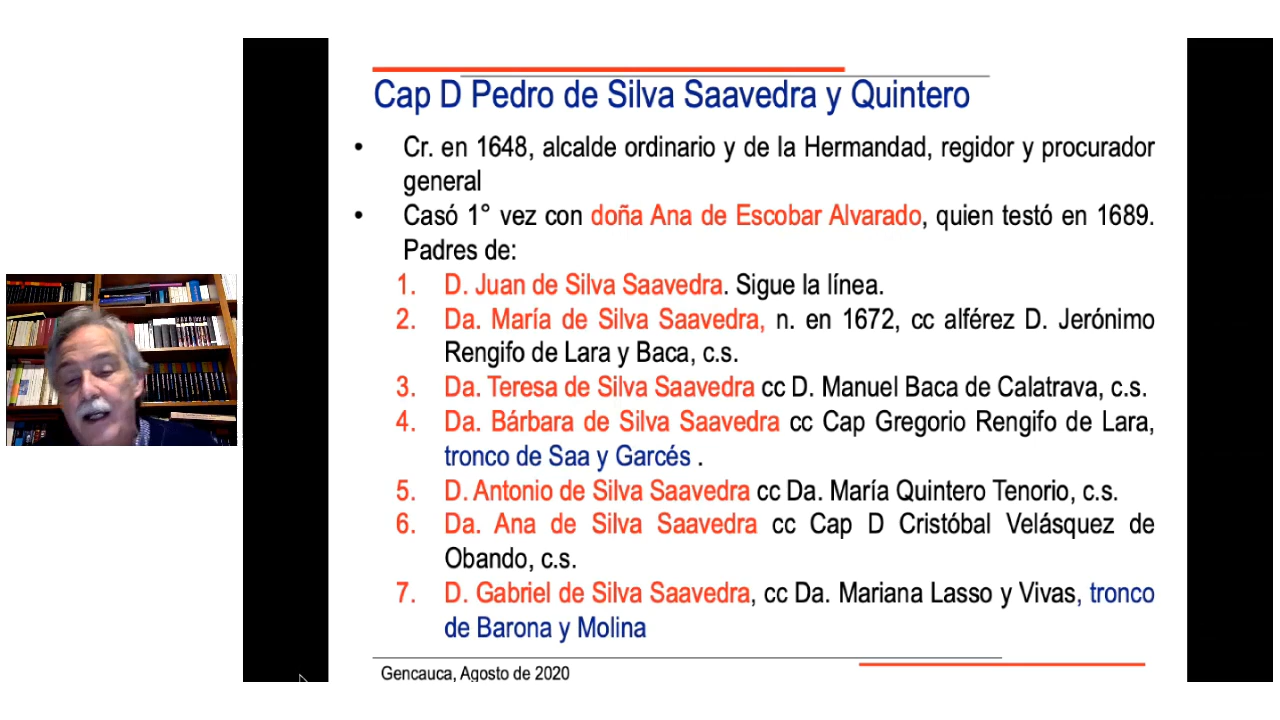 Cap D Pedro de Silva Saavedra y Quintero
• Cr. en 1648, alcalde ordinario y de la Hermandad, regidor y procurador
general
• Casó 1° vez con doña Ana de Escobar Alvarado, quien testó en 1689.
Padres de:
1. D. Juan de Silva Saavedra. Sigue la línea.
2. Da. María de Silva Saavedra, n. en 1672, cc alférez D. Jerónimo
Rengifo de Lara y Baca, c.s.
3. Da. Teresa de Silva Saavedra cc D. Manuel Baca de Calatrava, c.s.
4. Da. Bárbara de Silva Saavedra cc Cap Gregorio Rengifo de Lara,
tronco de Saa y Garcés .
5. D. Antonio de Silva Saavedra cc Da. María Quintero Tenorio, c.s.
6. Da. Ana de Silva Saavedra cc Cap D Cristóbal Velásquez de
Obando, c.s.
7. D. Gabriel de Silva Saavedra, cc Da. Mariana Lasso y Vivas, tronco
de Barona y Molina
Gencauca, Agosto de 2020